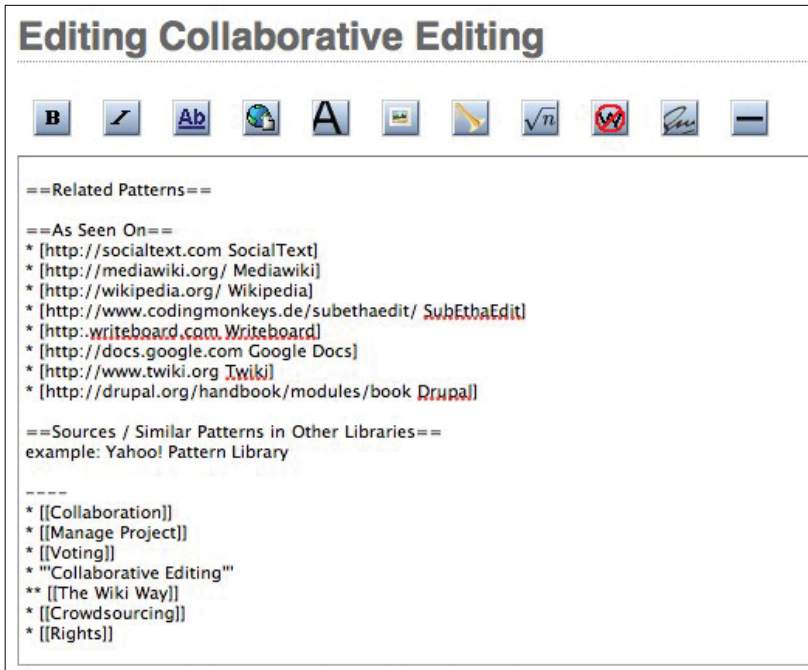 Editing Collaborative Editing
B I Ab A √n W
==Related Patterns==
==As Seen On==
* [http://socialtext.com SocialText]
* [http://mediawiki.org/ Mediawiki]
* [http://wikipedia.org/ Wikipedia]
* [http://www.codingmonkeys.de/subethaedit/ SubEthaEdit]
* [http:.writeboard.com Writeboard]
* [http://docs.google.com Google Docs]
* [http://www.twiki.org Twiki]
* [http://drupal.org/handbook/modules/book Drupal]
==Sources / Similar Patterns in Other Libraries==
example: Yahoo! Pattern Library
----
* [[Collaboration]]
* [[Manage Project]]
* [[Voting]]
* '''Collaborative Editing'''
** [[The Wiki Way]]
* [[Crowdsourcing]]
* [[Rights]]